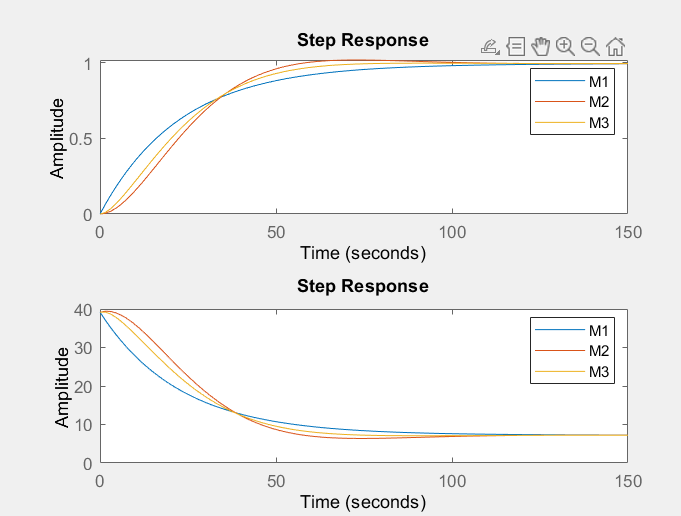 Step Response
1
0.5
0
Amplitude
M1
M2
M3
0 50 100 150
Time (seconds)
Step Response
40
30
20
10
0
Amplitude
M1
M2
M3
0 50 100 150
Time (seconds)